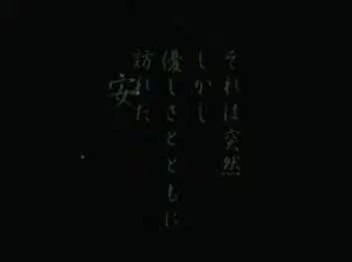 それは突然
しかし
優しさとともに
訪れた
安